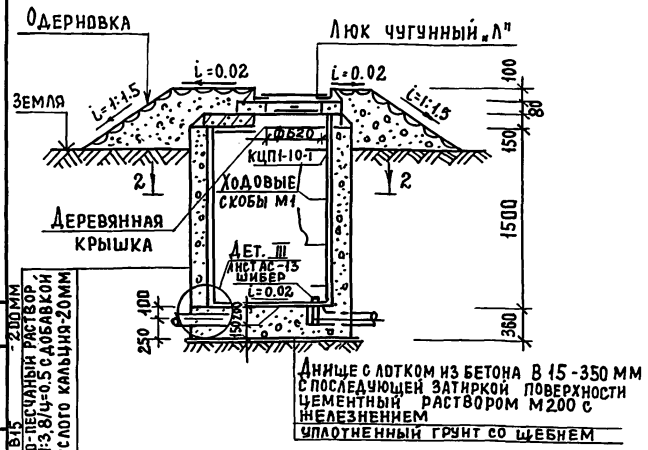 Одерновка
Люк чугунный „Л"
i=0.02
i=0.02
i=1:1.5
i=1:1.5
Земля
100
80
150
ф620
КЦП1-10-1
2
2
Ходовые
скобы М1
Деревянная
крышка
1500
Дет. III
Лист АС-13
Шибер
i=0.02
100
250
150
200
360
Днище с лотком из бетона В 15-350 мм
с последующей затиркой поверхности
цементный раствором М200 с
железнением
Уплотненный грунт со щебнем
В15 - 200мм
О-песчаный раствор
1:3,8/ц=0,5 с добавкой
слого кальция-20мм